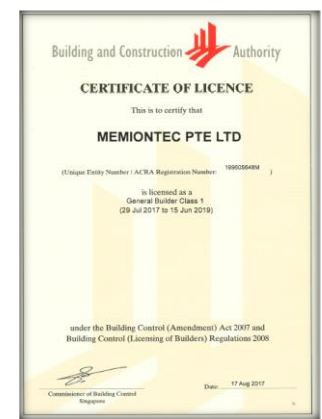 Building and Construction Authority
CERTIFICATE OF LICENCE
This is to certify that
MEMIONTEC PTE LTD
(Unique Entity Number / ACRA Registration Number: 199505648M )
is licensed as a
General Builder Class 1
(29 Jul 2017 to 15 Jun 2019)
under the Building Control (Amendment) Act 2007 and
Building Control (Licensing of Builders) Regulations 2008
Commissioner of Building Control
Singapore
Date: 17 Aug 2017